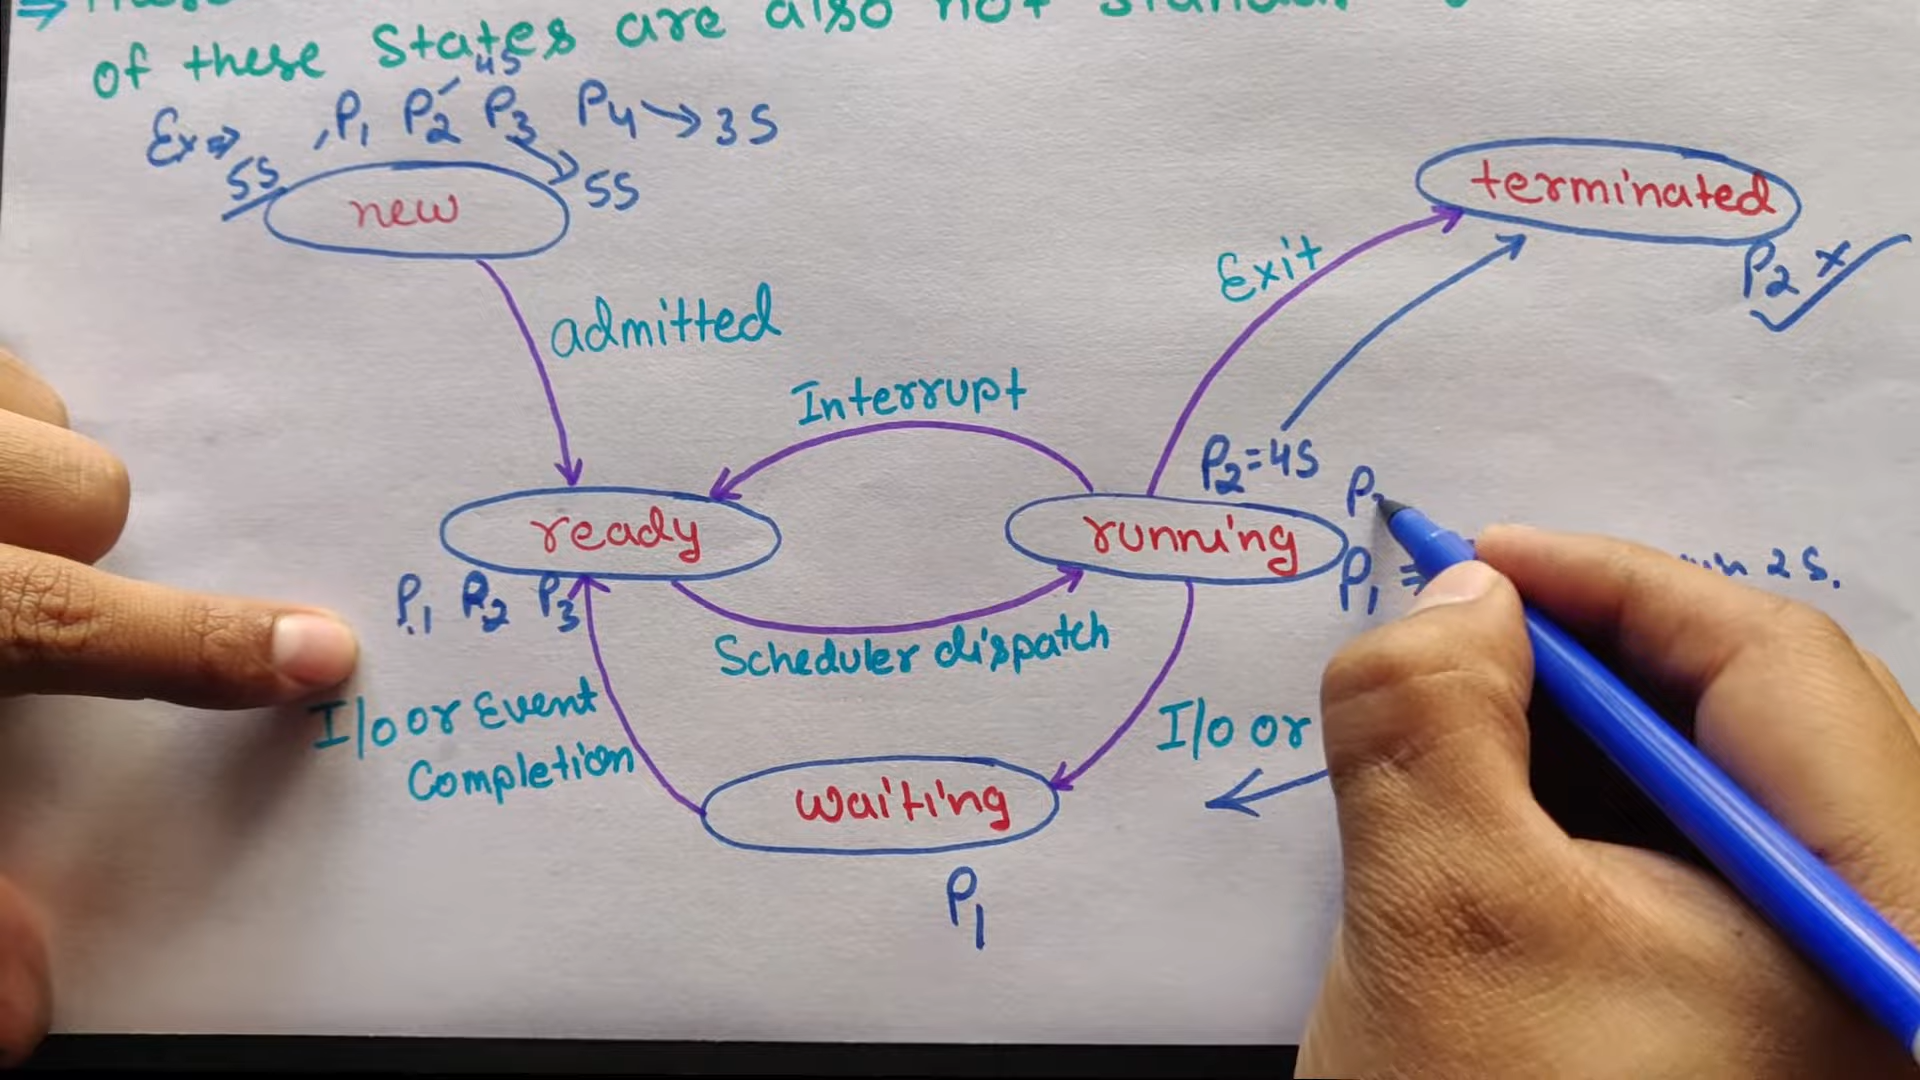 of these States are also not
4S
Ex⇒ P1 P2 P3 P4 → 3S
5S
5S
new
terminated
P2 ×
Exit
admitted
Interrupt
P2=4S
P
ready
running
P1
2S.
P1 P2 P3
Scheduler dispatch
I/O or Event
Completion
I/O or
waiting
P1